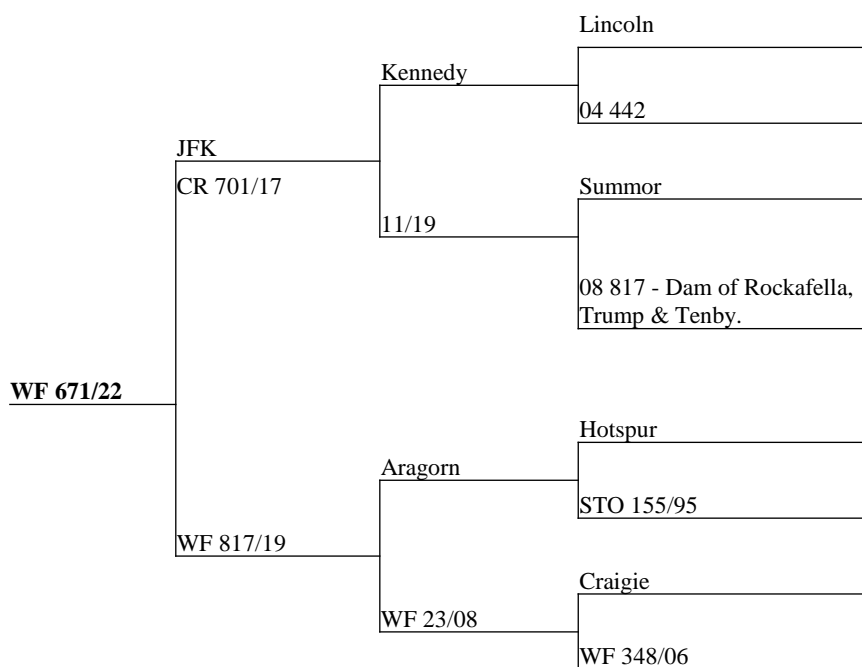 Lincoln
Kennedy
04 442
JFK
CR 701/17
Summor
11/19
08 817 - Dam of Rockafella,
Trump & Tenby.
WF 671/22
Hotspur
Aragorn
STO 155/95
WF 817/19
Craigie
WF 23/08
WF 348/06